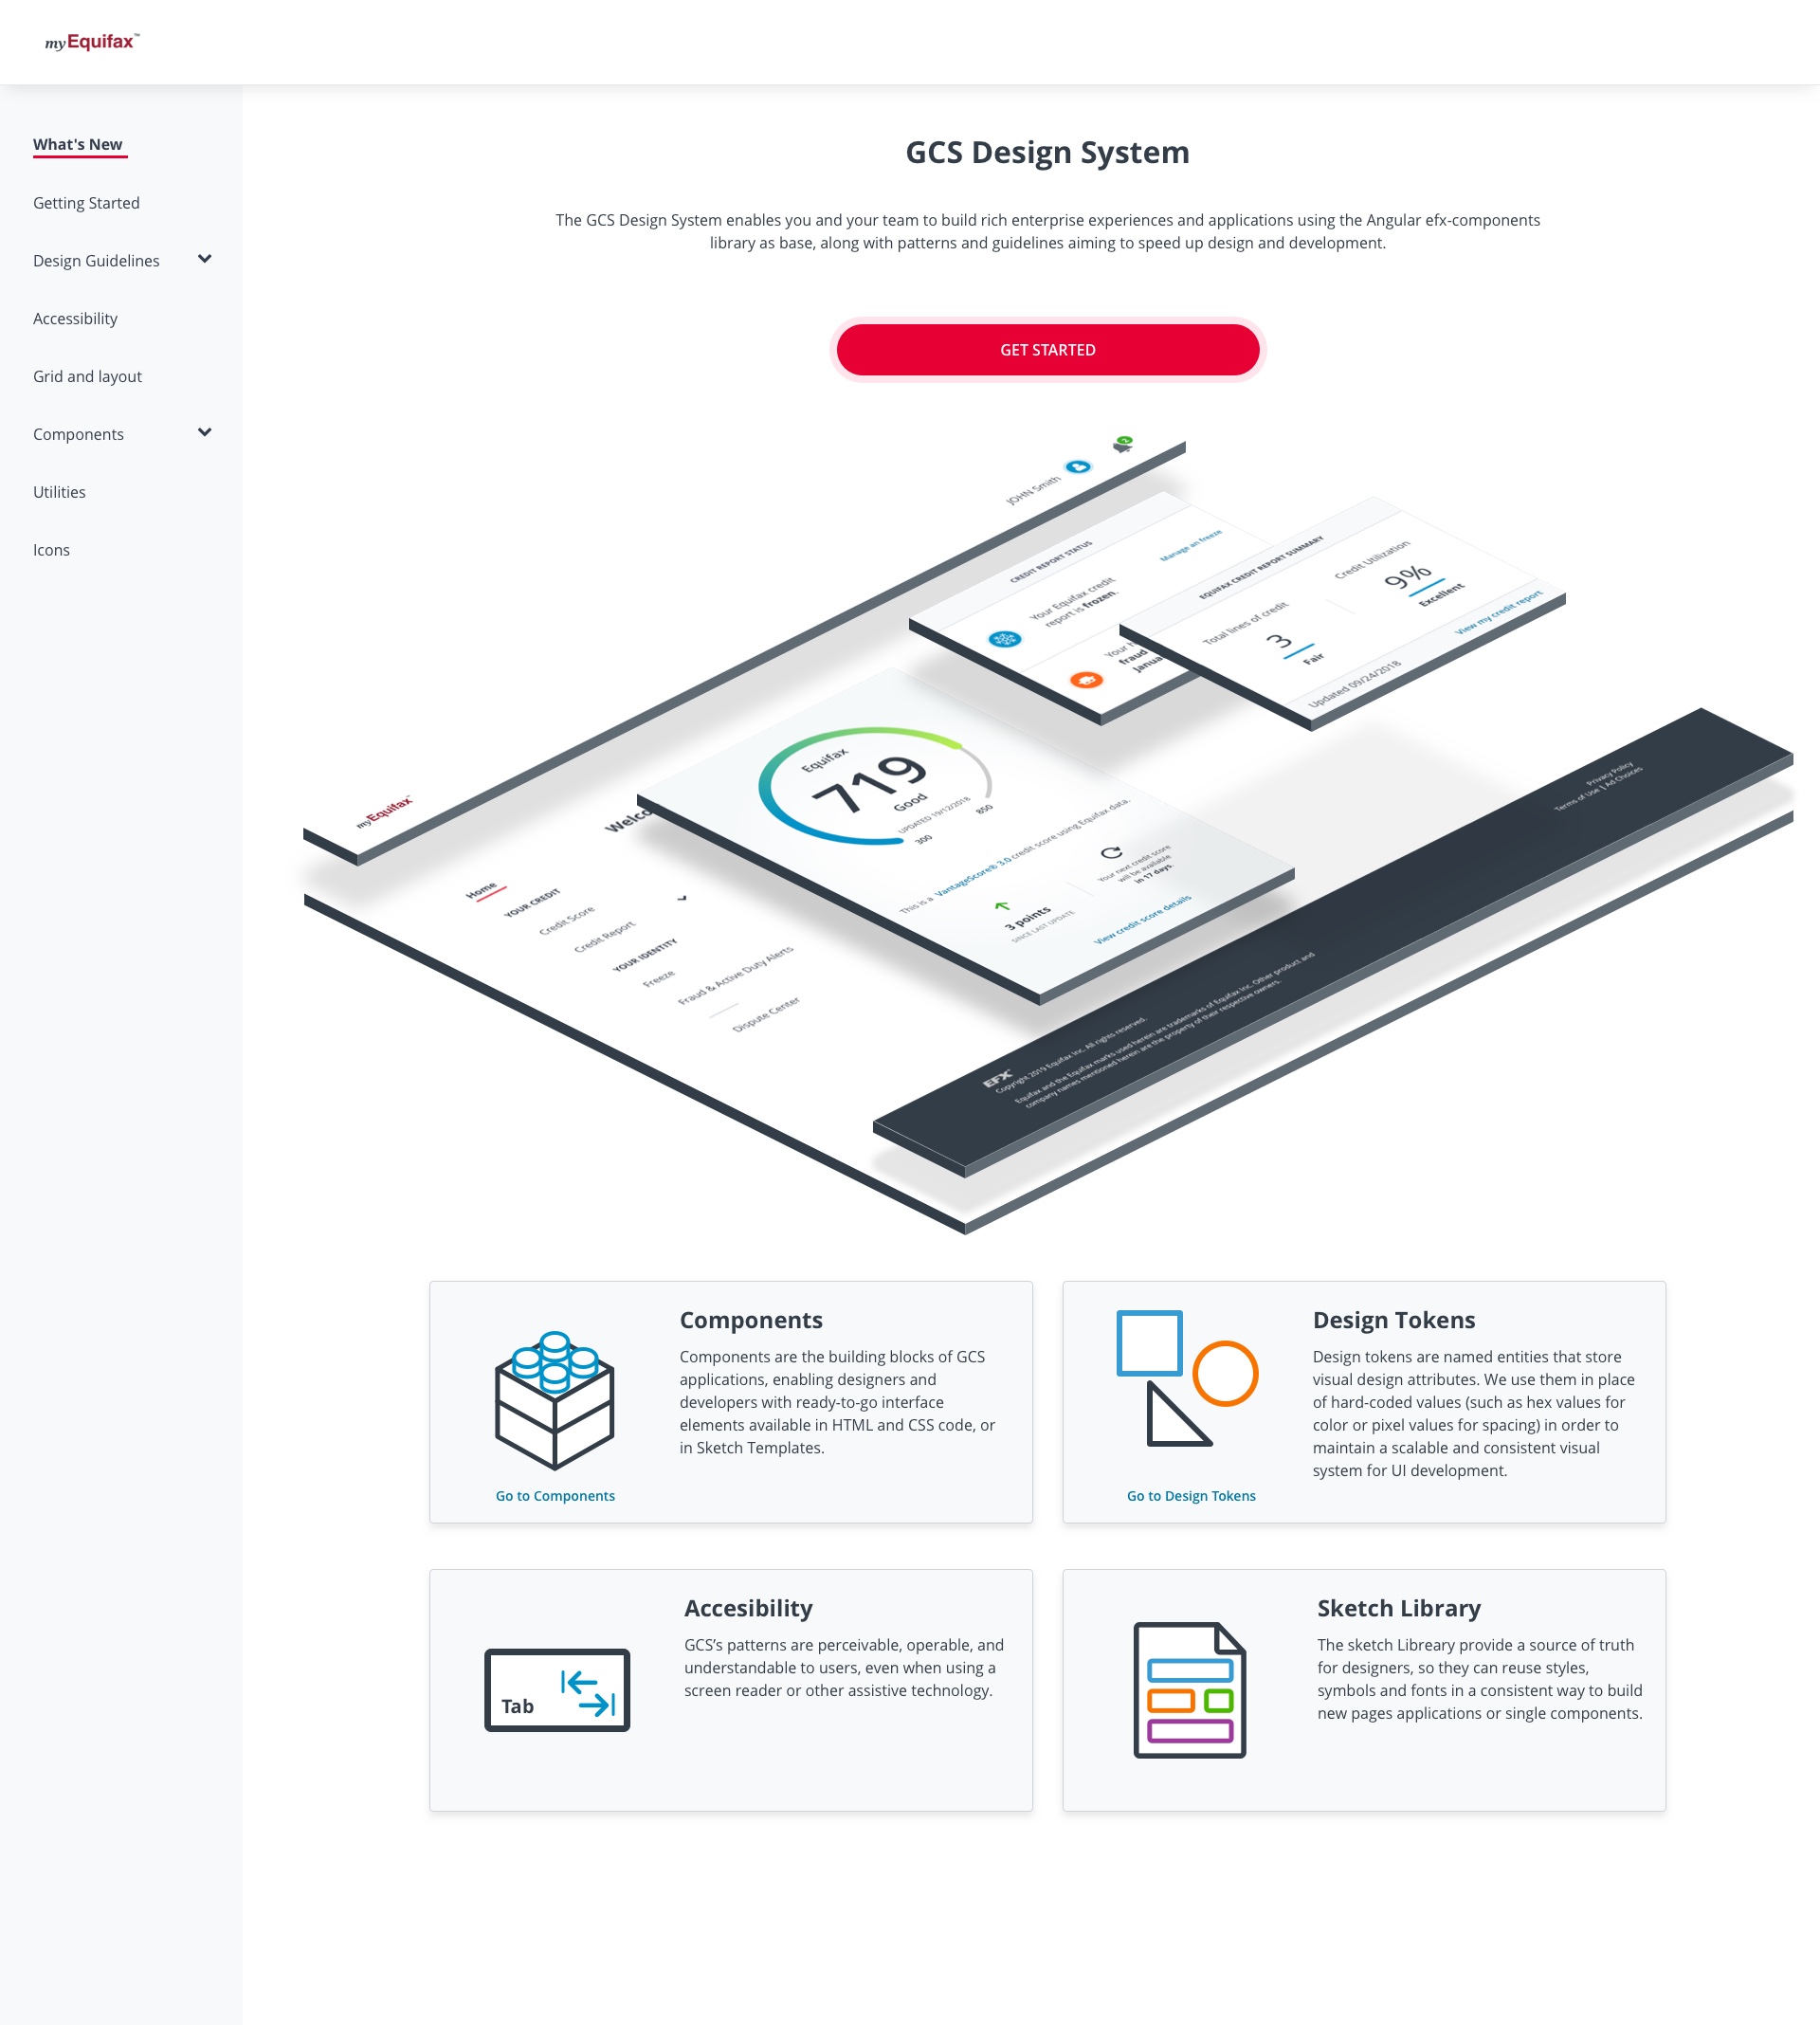 myEquifax™
What's New
Getting Started
Design Guidelines
Accessibility
Grid and layout
Components
Utilities
Icons
GCS Design System
The GCS Design System enables you and your team to build rich enterprise experiences and applications using the Angular efx-components
library as base, along with patterns and guidelines aiming to speed up design and development.
GET STARTED
2
JOHN Smith
CREDIT REPORT STATUS
Manage an freeze
Your Equifax credit
report is frozen.
Your
fraud
Janua
EQUIFAX CREDIT REPORT SUMMARY
Total lines of credit
3
Fair
Credit Utilization
9%
Excellent
Updated 09/24/2018
View my credit report
myEquifax™
Welco
Home
YOUR CREDIT
Credit Score
Credit Report
YOUR IDENTITY
Freeze
Fraud & Active Duty Alerts
Dispute Center
Equifax
719
Good
UPDATED 19/12/2018
300
850
This is a VantageScore® 3.0 credit score using Equifax data.
3 points
SINCE LAST UPDATE
Your next credit score
will be available
in 17 days.
View credit score details
Privacy Policy
Terms of Use | Ad Choices
EFX
Copyright 2019 Equifax Inc. All rights reserved.
Equifax and the Equifax marks used herein are trademarks of Equifax Inc. Other product and
company names mentioned herein are the property of their respective owners.
Components
Components are the building blocks of GCS
applications, enabling designers and
developers with ready-to-go interface
elements available in HTML and CSS code, or
in Sketch Templates.
Go to Components
Design Tokens
Design tokens are named entities that store
visual design attributes. We use them in place
of hard-coded values (such as hex values for
color or pixel values for spacing) in order to
maintain a scalable and consistent visual
system for UI development.
Go to Design Tokens
Accesibility
GCS’s patterns are perceivable, operable, and
understandable to users, even when using a
screen reader or other assistive technology.
Tab
Sketch Library
The sketch Libreary provide a source of truth
for designers, so they can reuse styles,
symbols and fonts in a consistent way to build
new pages applications or single components.